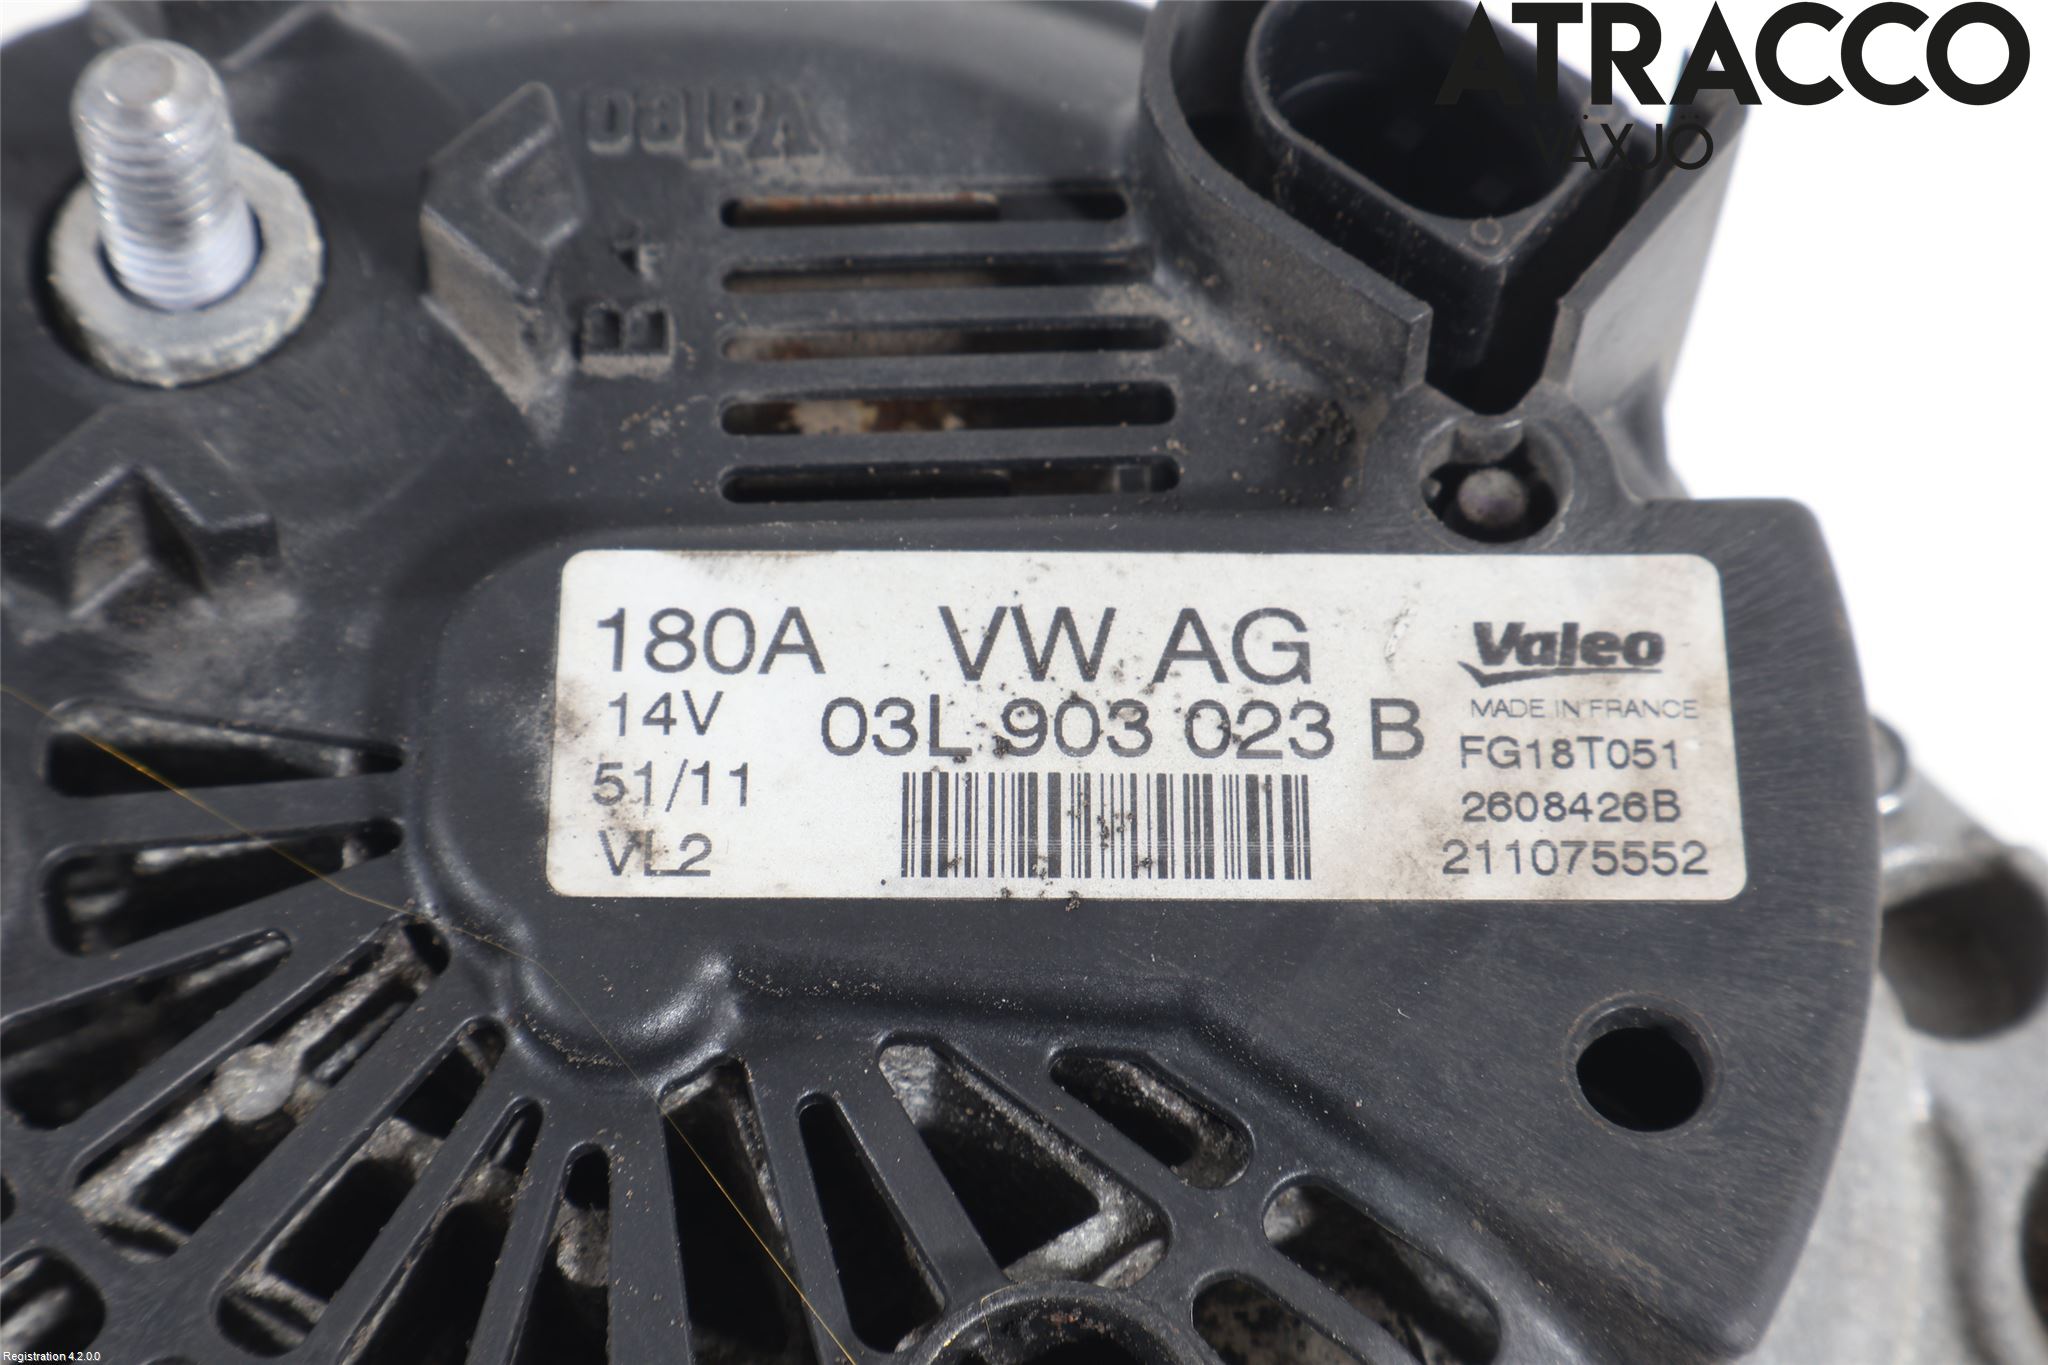 ATRACCO
VÄXJÖ
Valeo
B+
180A VW AG Valeo
14V 03L 903 023 B MADE IN FRANCE
51/11 FG18T051
2608426B
VL2 211075552
Registration 4.2.0.0